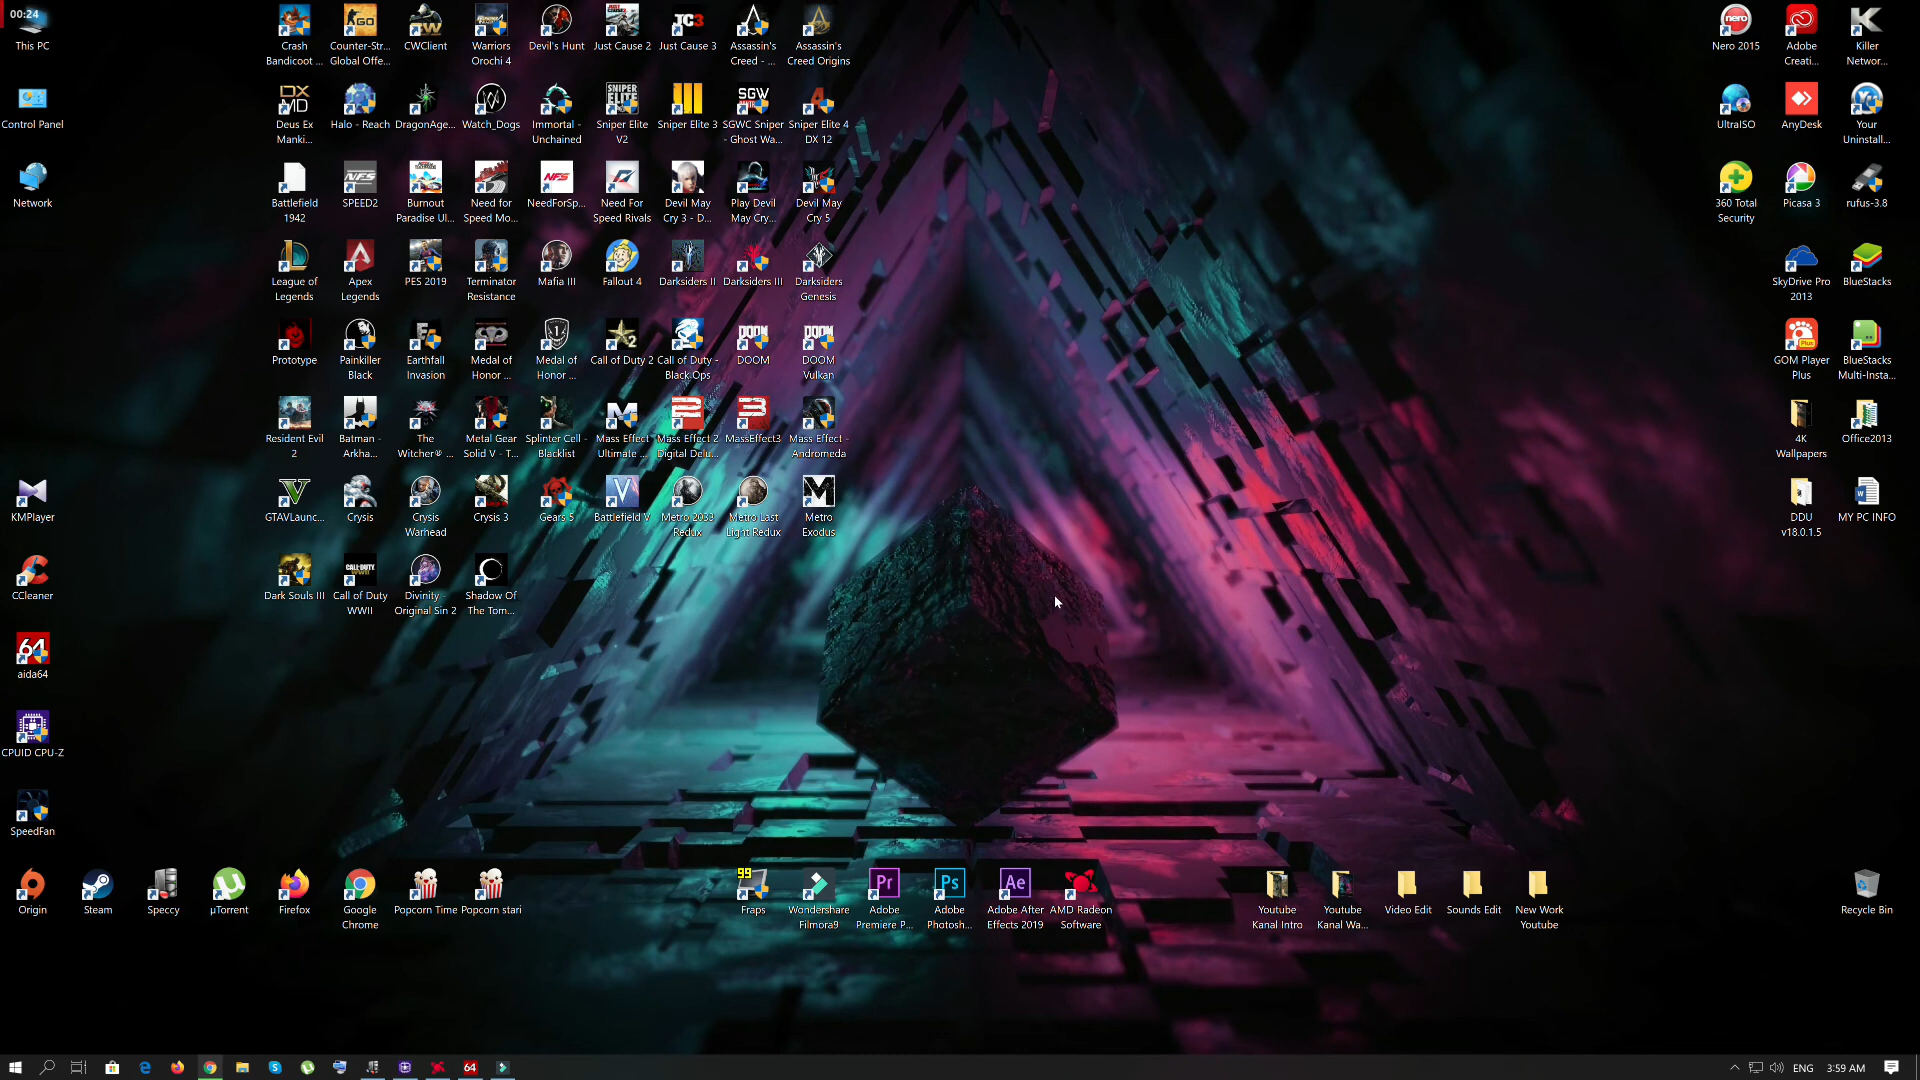 00:24
This PC
Crash
Bandicoot ...
Counter-Str...
Global Offe...
CWClient
Warriors
Orochi 4
Devil's Hunt
Just Cause 2
Just Cause 3
Assassin's
Creed - ...
Assassin's
Creed Origins
Nero 2015
Adobe
Creati...
Killer
Networ...
Control Panel
Deus Ex
Manki...
Halo - Reach
DragonAge...
Watch_Dogs
Immortal -
Unchained
Sniper Elite
V2
Sniper Elite 3
SGWC Sniper
- Ghost Wa...
Sniper Elite 4
DX 12
UltraISO
AnyDesk
Your
Uninstall...
Network
Battlefield
1942
SPEED2
Burnout
Paradise Ul...
Need for
Speed Mo...
NeedForSp...
Need For
Speed Rivals
Devil May
Cry 3 - D...
Play Devil
May Cry...
Devil May
Cry 5
360 Total
Security
Picasa 3
rufus-3.8
League of
Legends
Apex
Legends
PES 2019
Terminator
Resistance
Mafia III
Fallout 4
Darksiders II
Darksiders III
Darksiders
Genesis
SkyDrive Pro
2013
BlueStacks
Prototype
Painkiller
Black
Earthfall
Invasion
Medal of
Honor ...
Medal of
Honor ...
Call of Duty 2
Call of Duty -
Black Ops
DOOM
DOOM
Vulkan
GOM Player
Plus
BlueStacks
Multi-Insta...
Resident Evil
2
Batman -
Arkha...
The
Witcher® ...
Metal Gear
Solid V - T...
Splinter Cell -
Blacklist
Mass Effect
Ultimate ...
Mass Effect 2
Digital Delu...
MassEffect3
Mass Effect -
Andromeda
4K
Wallpapers
Office2013
KMPlayer
GTAVLaunc...
Crysis
Crysis
Warhead
Crysis 3
Gears 5
Battlefield V
Metro 2033
Redux
Metro Last
Light Redux
Metro
Exodus
DDU
v18.0.1.5
MY PC INFO
CCleaner
Dark Souls III
Call of Duty
WWII
Divinity -
Original Sin 2
Shadow Of
The Tom...
aida64
CPUID CPU-Z
SpeedFan
Origin
Steam
Speccy
µTorrent
Firefox
Google
Chrome
Popcorn Time
Popcorn stari
Fraps
Wondershare
Filmora9
Adobe
Premiere P...
Adobe
Photosh...
Adobe After
Effects 2019
AMD Radeon
Software
Youtube
Kanal Intro
Youtube
Kanal Wa...
Video Edit
Sounds Edit
New Work
Youtube
Recycle Bin
64
ENG
3:59 AM